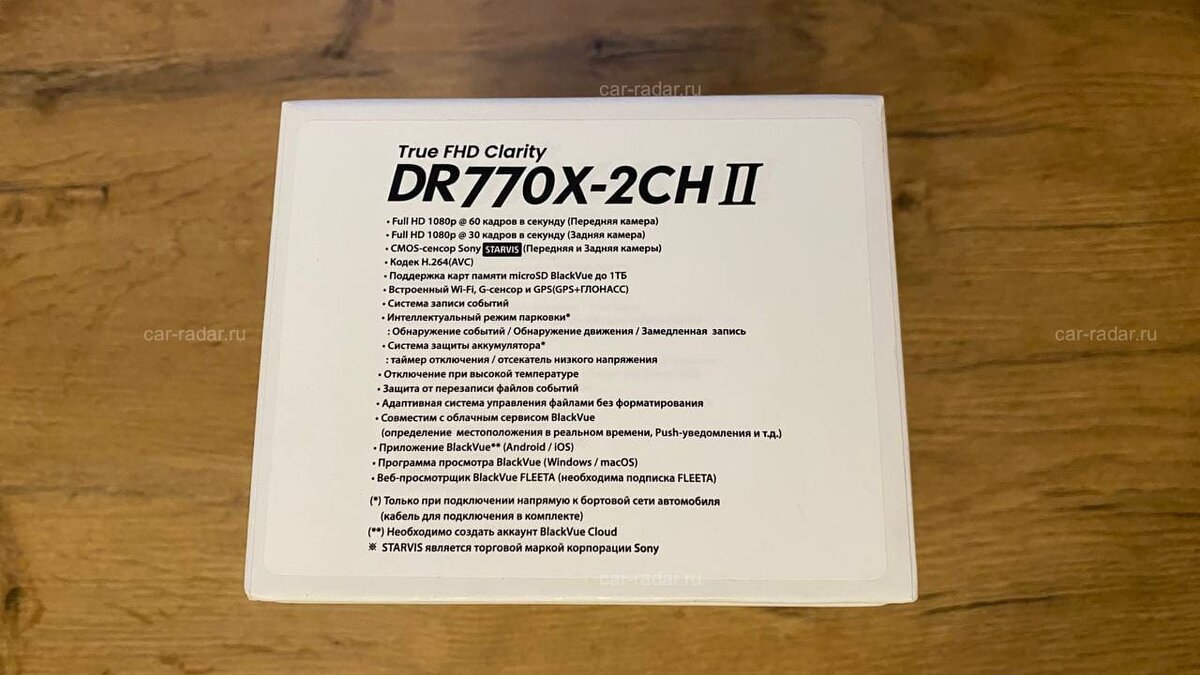 car-radar.ru
True FHD Clarity
DR770X-2CH II
• Full HD 1080p @ 60 кадров в секунду (Передняя камера)
• Full HD 1080p @ 30 кадров в секунду (Задняя камера)
• CMOS-сенсор Sony STARVIS (Передняя и Задняя камеры)
• Кодек H.264(AVC)
• Поддержка карт памяти microSD BlackVue до 1ТБ
• Встроенный Wi-Fi, G-сенсор и GPS(GPS+ГЛОНАСС)
• Система записи событий
• Интеллектуальный режим парковки*
: Обнаружение событий / Обнаружение движения / Замедленная запись
car-radar.ru
car-radar.ru
• Система защиты аккумулятора*
: таймер отключения / отсекатель низкого напряжения
• Отключение при высокой температуре
• Защита от перезаписи файлов событий
• Адаптивная система управления файлами без форматирования
• Совместим с облачным сервисом BlackVue
(определение местоположения в реальном времени, Push-уведомления и т.д.)
• Приложение BlackVue** (Android / iOS)
• Программа просмотра BlackVue (Windows / macOS)
• Веб-просмотрщик BlackVue FLEETA (необходима подписка FLEETA)
(*) Только при подключении напрямую к бортовой сети автомобиля
(кабель для подключения в комплекте)
(**) Необходимо создать аккаунт BlackVue Cloud
※ STARVIS является торговой маркой корпорации Sony
car-radar.ru